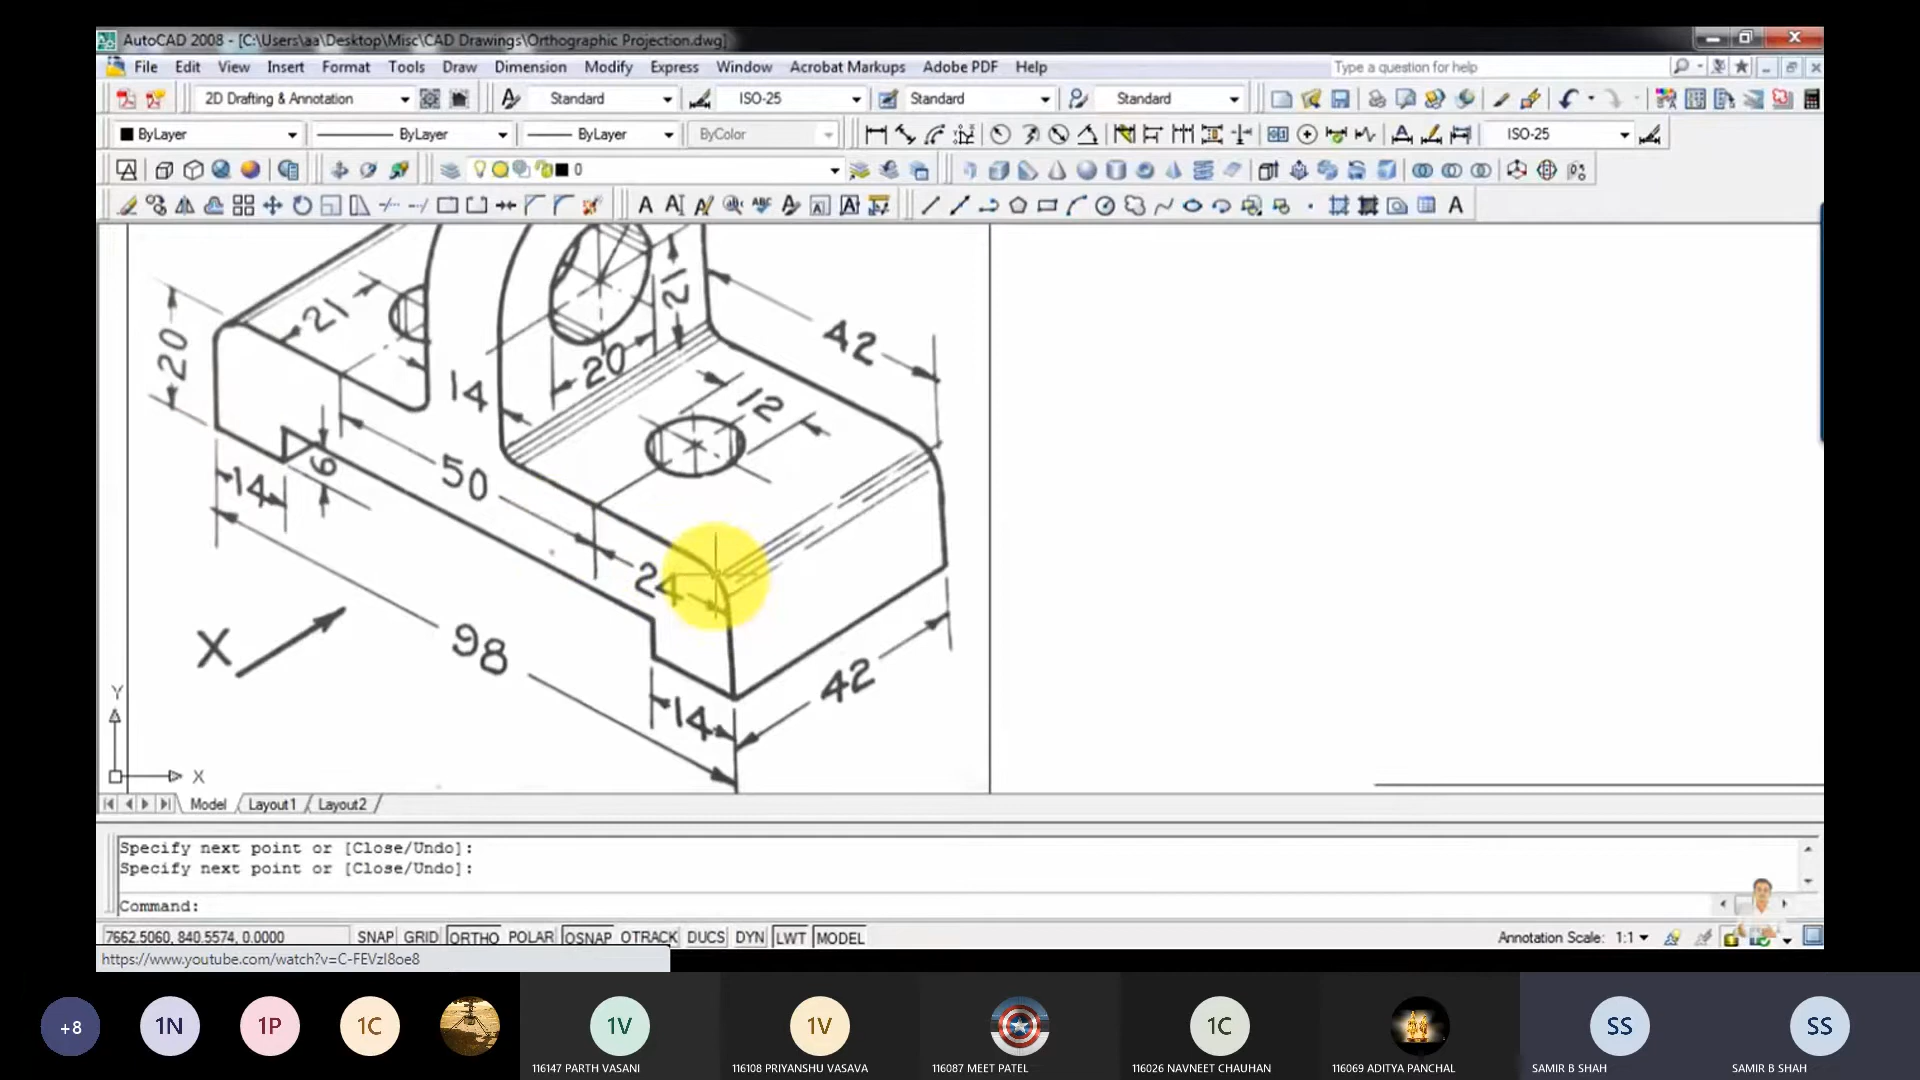 AutoCAD 2008 - [C:\Users\aa\Desktop\Misc\CAD Drawings\Orthographic Projection.dwg]
File Edit View Insert Format Tools Draw Dimension Modify Express Window Acrobat Markups Adobe PDF Help Type a question for help
2D Drafting & Annotation Standard ISO-25 Standard Standard
ByLayer ByLayer ByLayer ByColor ISO-25
0
21
21
20
42
20
14
12
50
6
14
24
98
X
42
14
Y
X
Model Layout1 Layout2
Specify next point or [Close/Undo]:
Specify next point or [Close/Undo]:
Command:
7662.5060, 840.5574, 0.0000 SNAP GRID ORTHO POLAR OSNAP OTRACK DUCS DYN LWT MODEL Annotation Scale: 1:1
https://www.youtube.com/watch?v=C-FEVzl8oe8
+8 1N 1P 1C 1V 1V 1C SS SS
116147 PARTH VASANI 116108 PRIYANSHU VASAVA 116087 MEET PATEL 116026 NAVNEET CHAUHAN 116069 ADITYA PANCHAL SAMIR B SHAH SAMIR B SHAH